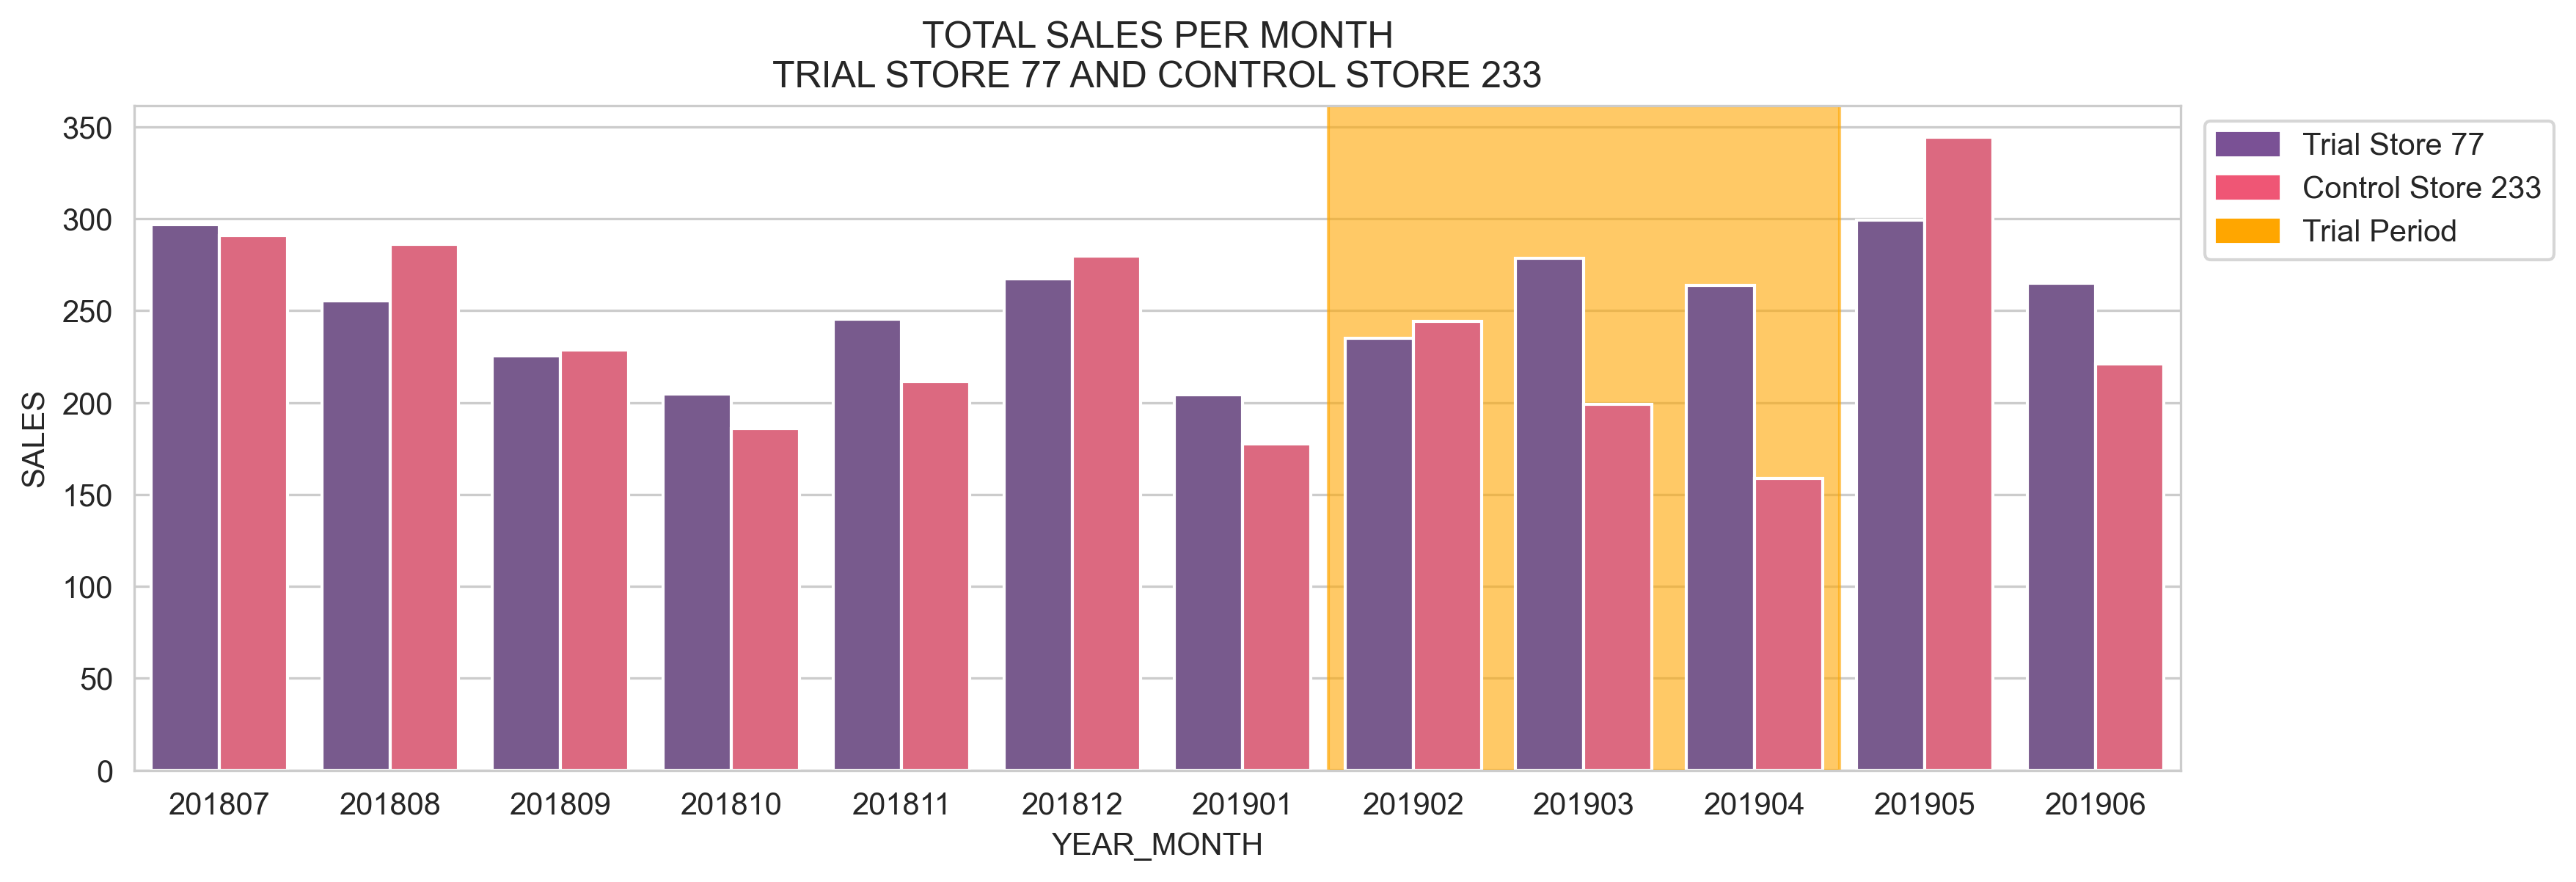 TOTAL SALES PER MONTH
TRIAL STORE 77 AND CONTROL STORE 233
Trial Store 77
Control Store 233
Trial Period
SALES
350
300
250
200
150
100
50
0
201807 201808 201809 201810 201811 201812 201901 201902 201903 201904 201905 201906
YEAR_MONTH